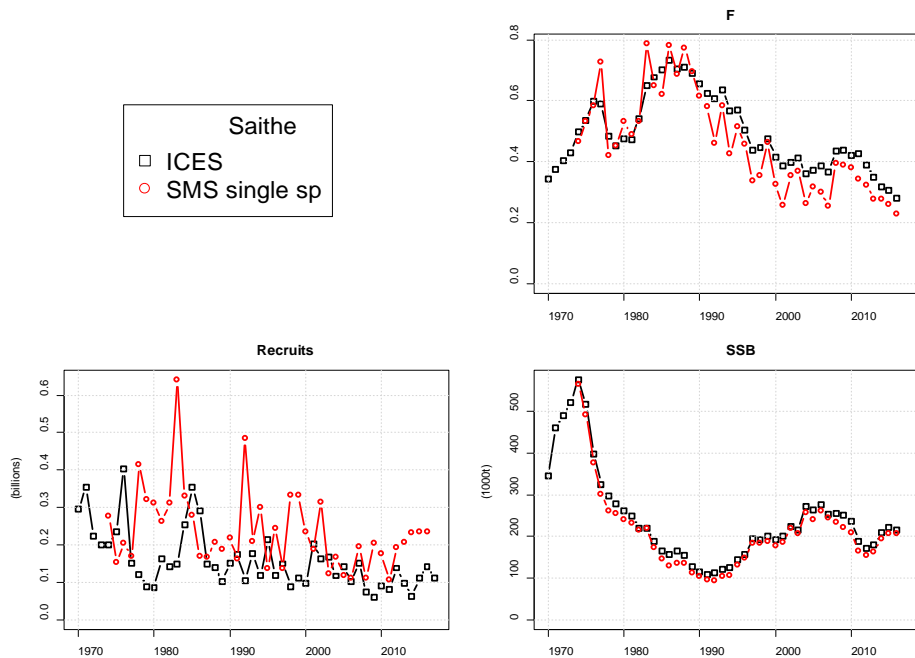 Saithe
ICES
SMS single sp
F
0.0 0.2 0.4 0.6 0.8
1970 1980 1990 2000 2010
Recruits
(billions)
0.0 0.1 0.2 0.3 0.4 0.5 0.6
1970 1980 1990 2000 2010
SSB
(1000t)
0 100 200 300 400 500
1970 1980 1990 2000 2010